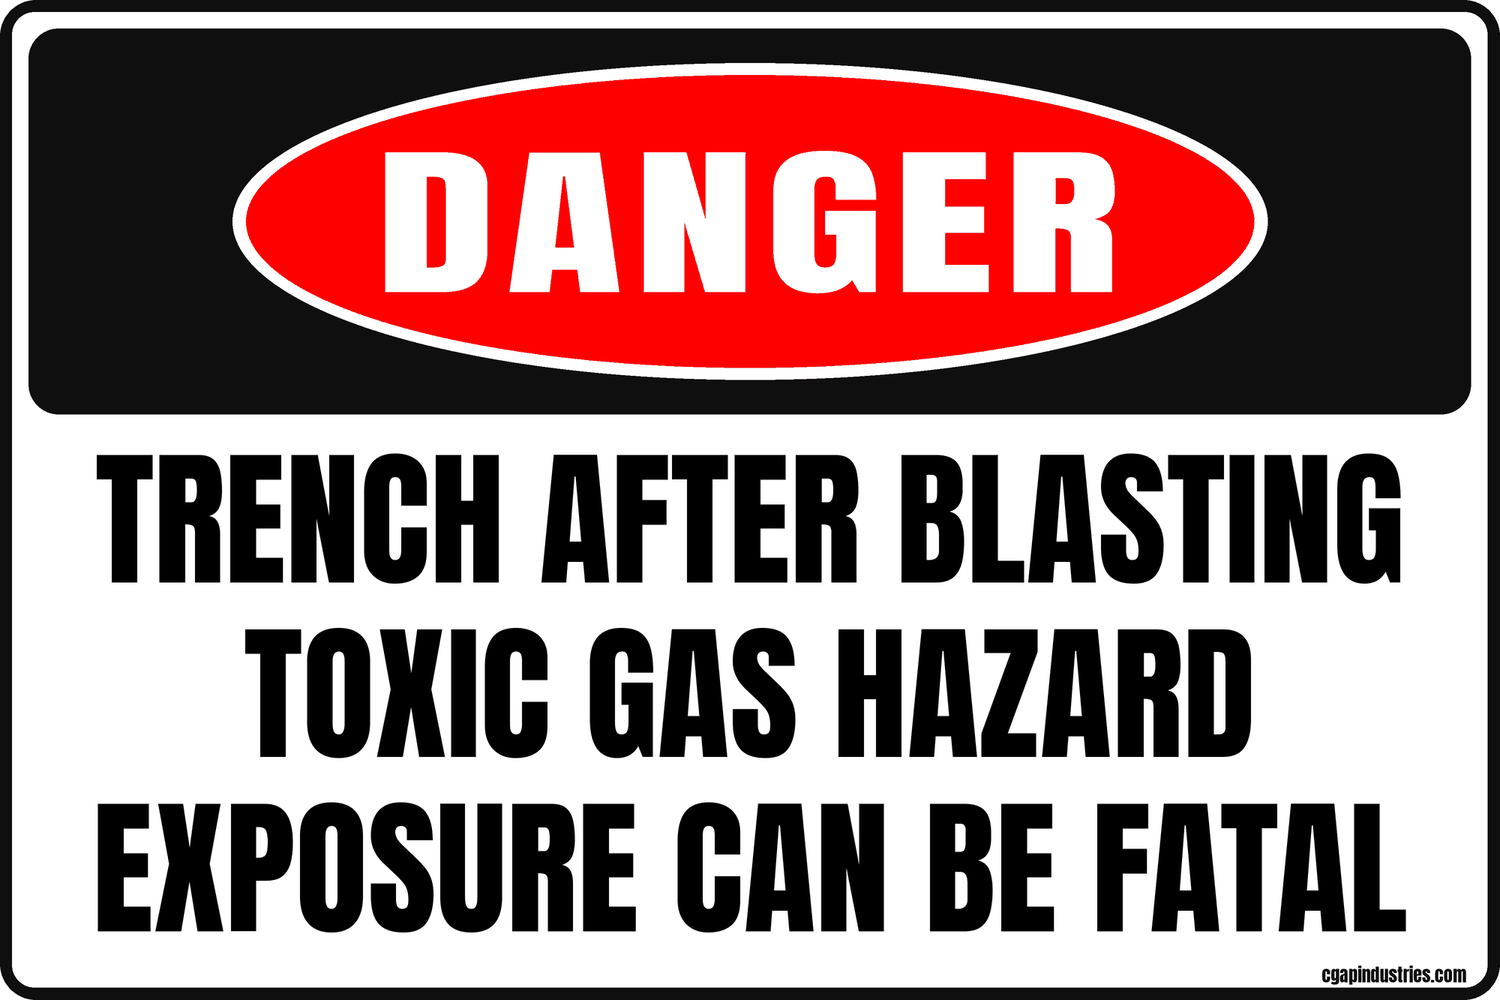 DANGER
TRENCH AFTER BLASTING
TOXIC GAS HAZARD
EXPOSURE CAN BE FATAL
cgapindustries.com